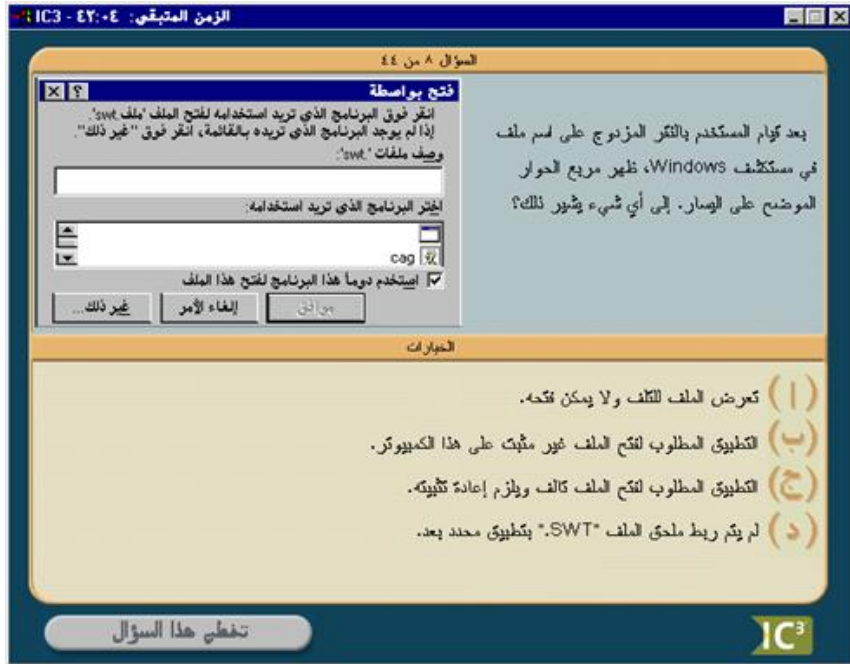 الزمن المتبقي: ٤٢:٠٤ - IC3
السؤال ٨ من ٤٤
بعد قيام المستخدم بالنقر المزدوج على اسم ملف
في مستكشف Windows، ظهر مربع الحوار
الموضح على اليسار. إلى أي شيء يشير ذلك؟
فتح بواسطة
انقر فوق البرنامج الذي تريد استخدامه لفتح الملف 'ملف.swt'.
إذا لم يوجد البرنامج الذي تريده بالقائمة، انقر فوق "غير ذلك".
وصف ملفات '.swt':
اختر البرنامج الذي تريد استخدامه:
cag
استخدم دوماً هذا البرنامج لفتح هذا الملف
موافق
إلغاء الأمر
غير ذلك...
الخيارات
(ا) تعرض الملف للتلف ولا يمكن فتحه.
(ب) التطبيق المطلوب لفتح الملف غير مثبت على هذا الكمبيوتر.
(ج) التطبيق المطلوب لفتح الملف تالف ويلزم إعادة تثبيته.
(د) لم يتم ربط ملحق الملف "SWT." بتطبيق محدد بعد.
تخطي هذا السؤال
IC³